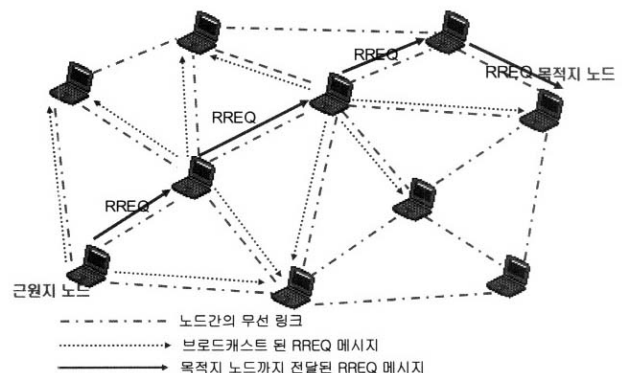 RREQ
RREQ 목적지 노드
RREQ
RREQ
근원지 노드
노드간의 무선 링크
브로드캐스트 된 RREQ 메시지
목적지 노드까지 전달된 RREQ 메시지